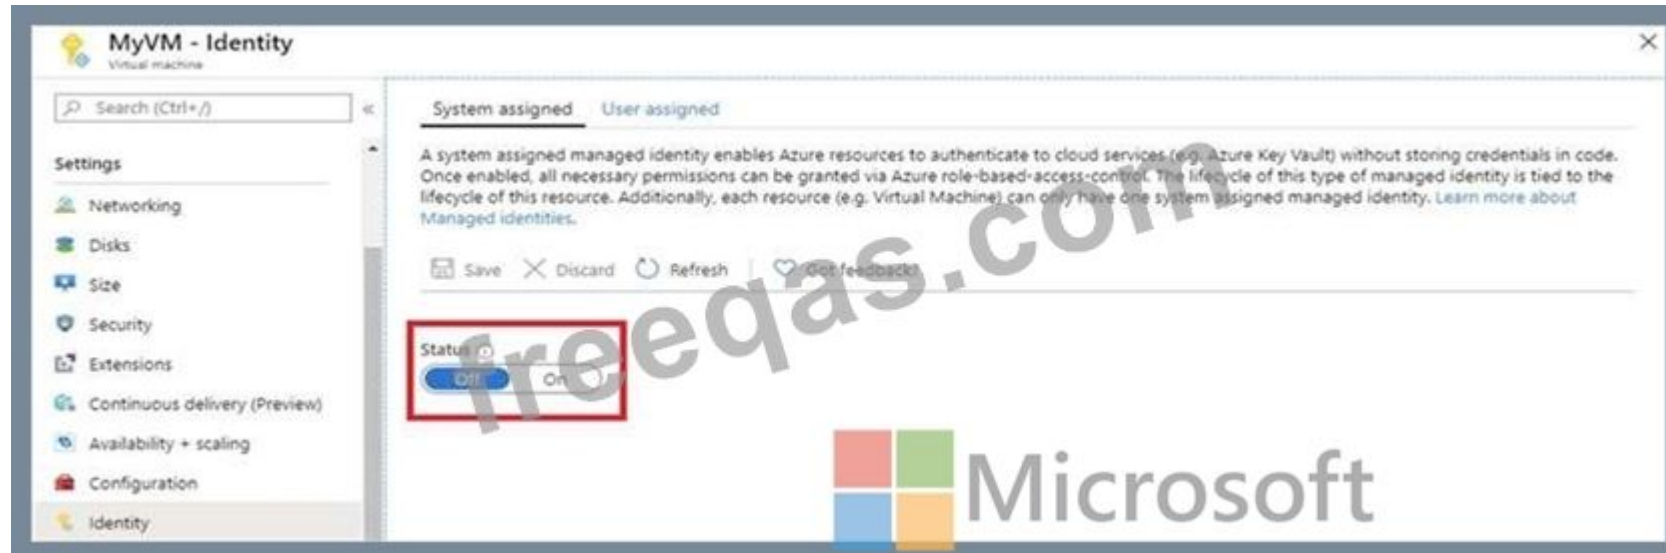 MyVM - Identity
Virtual machine
Search (Ctrl+/)
«
Settings
Networking
Disks
Size
Security
Extensions
Continuous delivery (Preview)
Availability + scaling
Configuration
Identity
System assigned User assigned
A system assigned managed identity enables Azure resources to authenticate to cloud services (e.g. Azure Key Vault) without storing credentials in code.
Once enabled, all necessary permissions can be granted via Azure role-based-access-control. The lifecycle of this type of managed identity is tied to the
lifecycle of this resource. Additionally, each resource (e.g. Virtual Machine) can only have one system assigned managed identity. Learn more about
Managed identities.
Save Discard Refresh Got feedback?
Status
Off On
freeqas.com
Microsoft